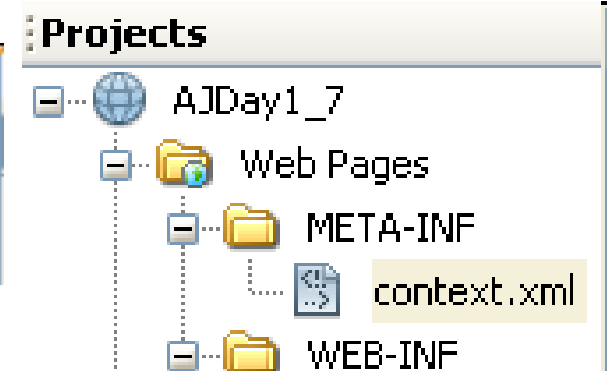 Projects
AJDay1_7
Web Pages
META-INF
context.xml
WEB-INF